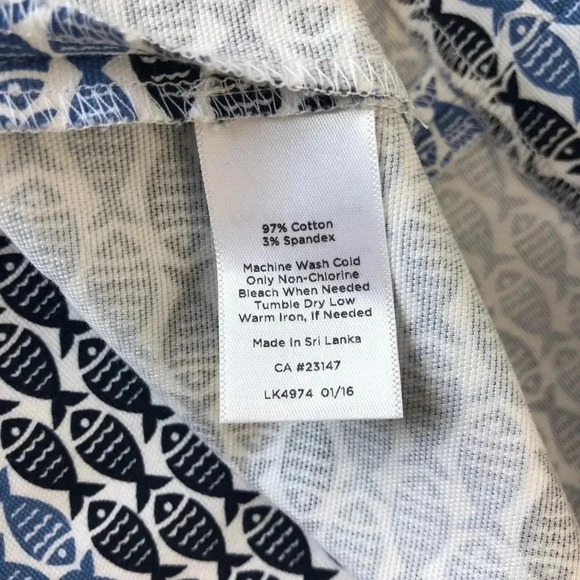 97% Cotton
3% Spandex
Machine Wash Cold
Only Non-Chlorine
Bleach When Needed
Tumble Dry Low
Warm Iron, If Needed
Made in Sri Lanka
CA #23147
LK4974 01/16